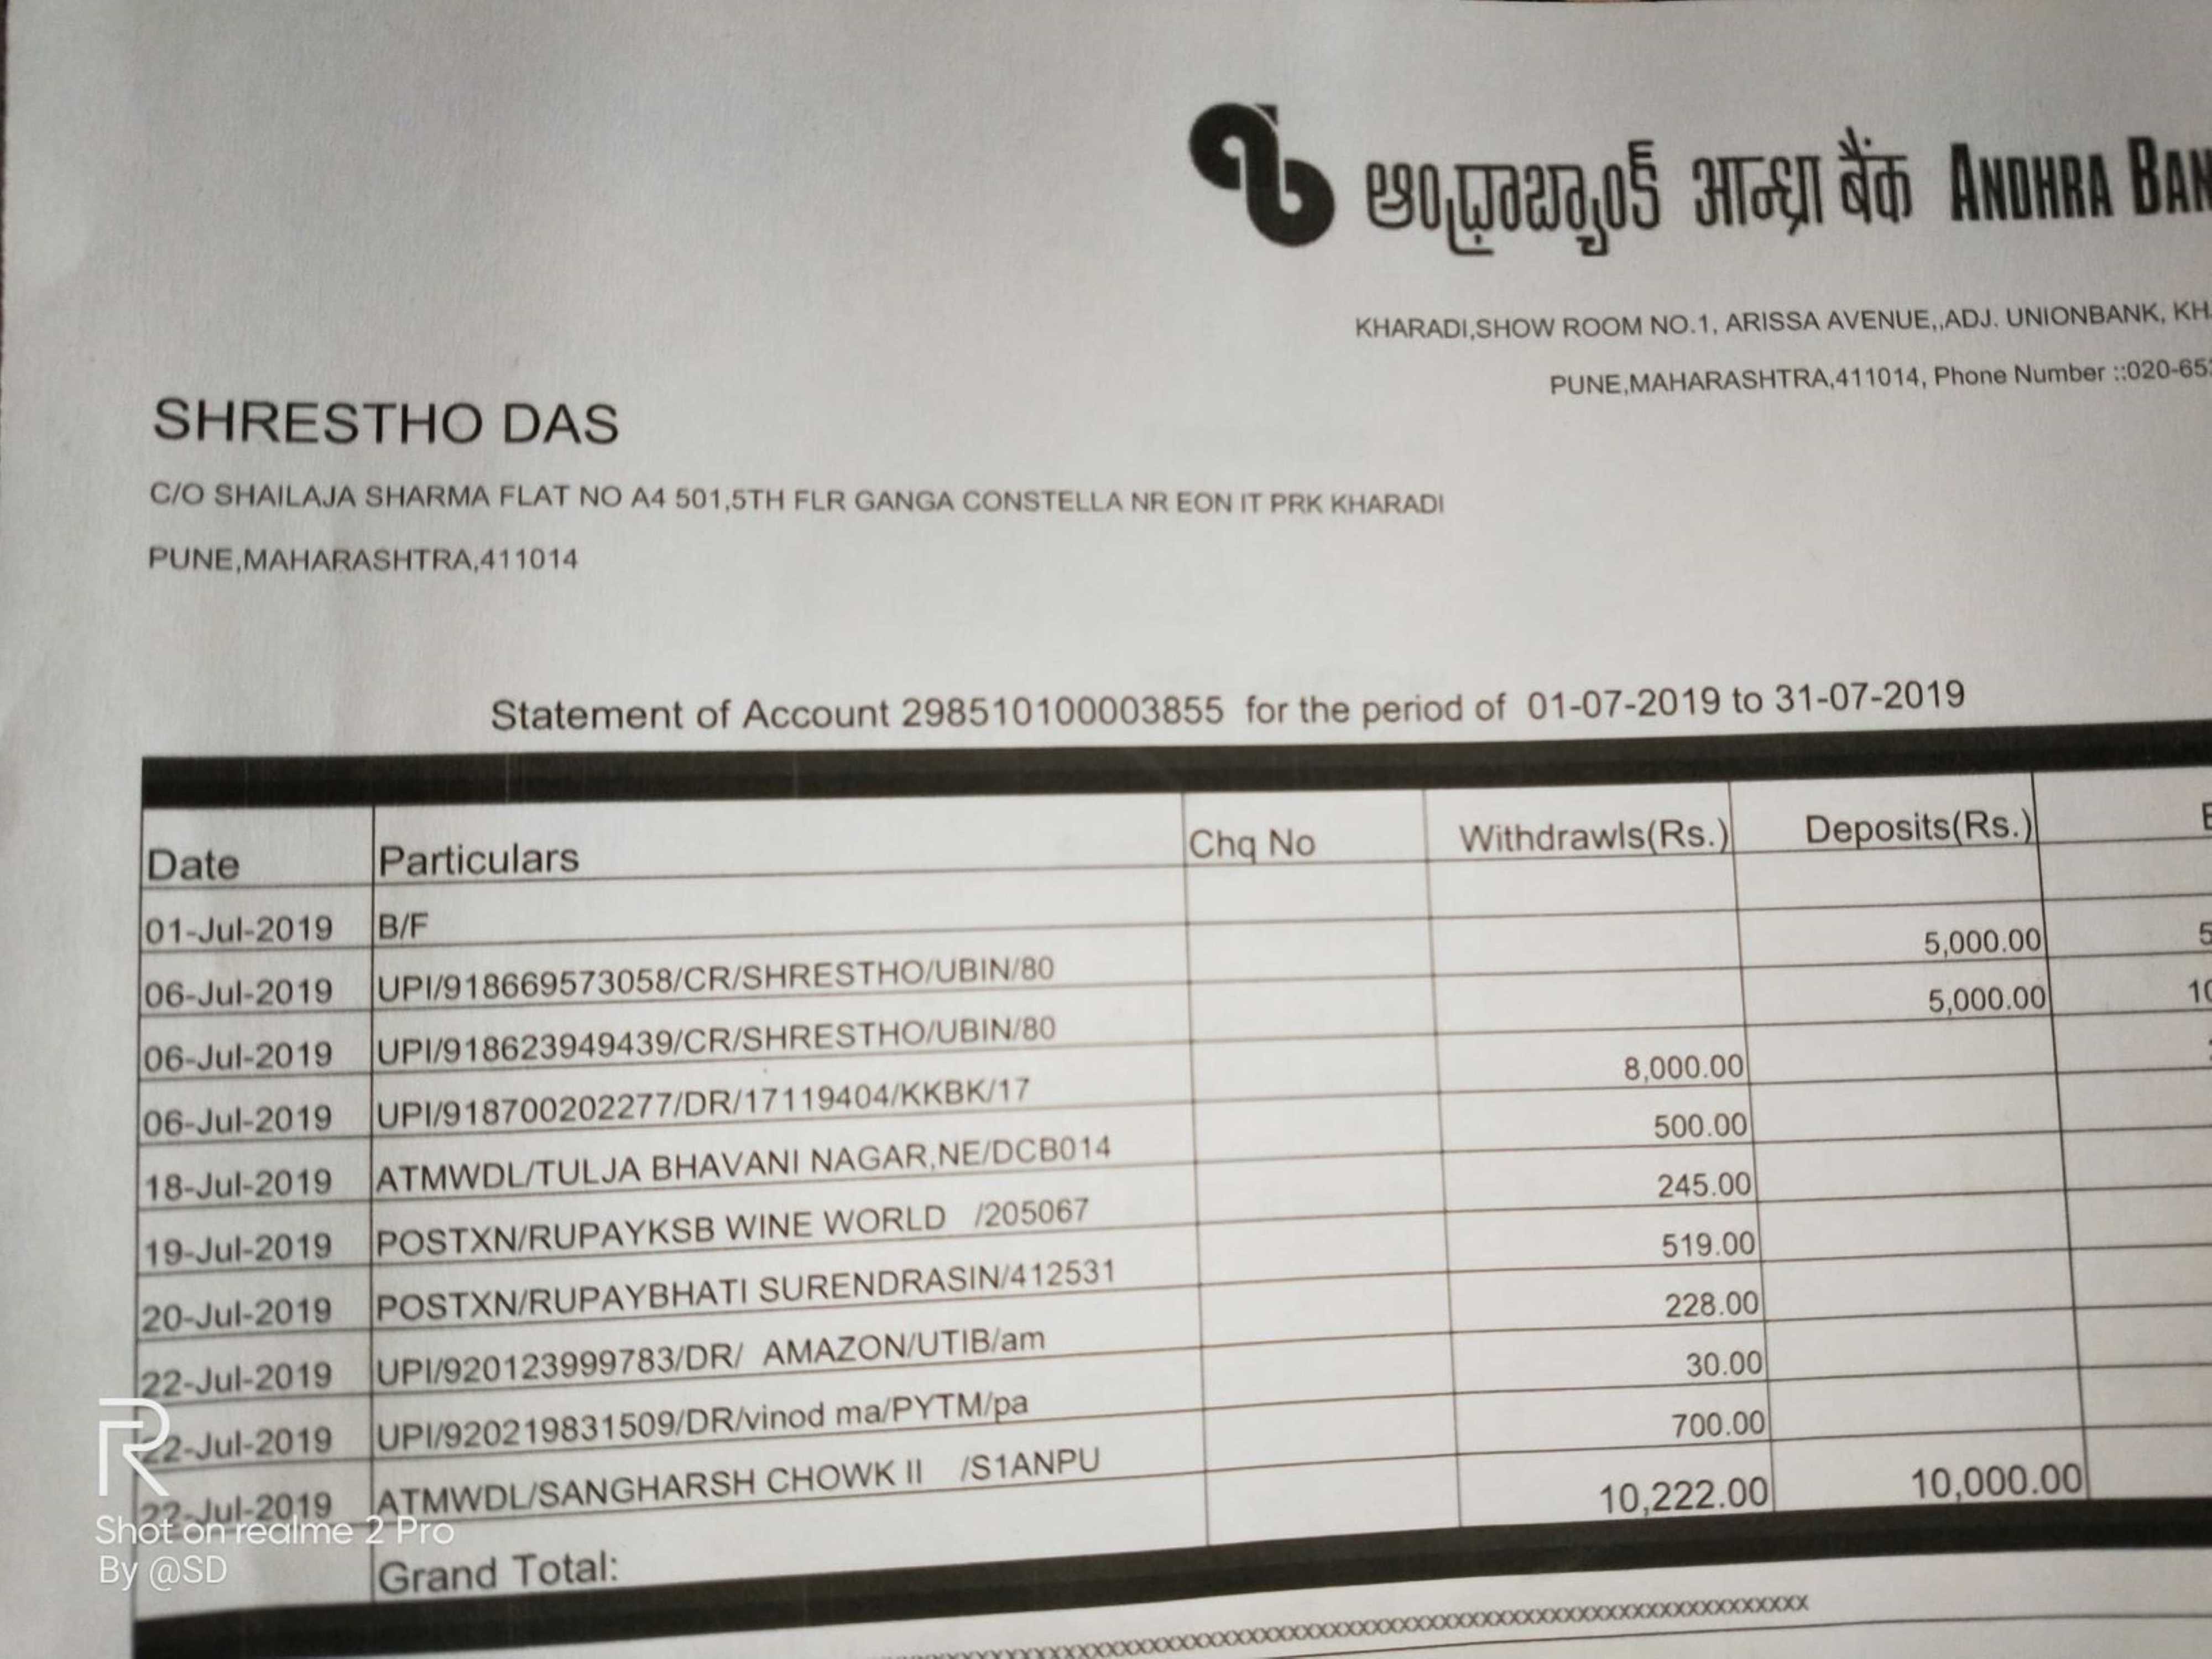 ఆంధ్రాబ్యాంక్ आन्ध्रा बैंक ANDHRA BAN
KHARADI,SHOW ROOM NO.1, ARISSA AVENUE,,ADJ. UNIONBANK, KH
PUNE,MAHARASHTRA,411014, Phone Number ::020-65
SHRESTHO DAS
C/O SHAILAJA SHARMA FLAT NO A4 501,5TH FLR GANGA CONSTELLA NR EON IT PRK KHARADI
PUNE,MAHARASHTRA,411014
Statement of Account 298510100003855 for the period of 01-07-2019 to 31-07-2019
Date Particulars Chq No Withdrawls(Rs.) Deposits(Rs.)
01-Jul-2019 B/F
06-Jul-2019 UPI/918669573058/CR/SHRESTHO/UBIN/80 5,000.00 5
06-Jul-2019 UPI/918623949439/CR/SHRESTHO/UBIN/80 5,000.00 10
06-Jul-2019 UPI/918700202277/DR/17119404/KKBK/17 8,000.00
18-Jul-2019 ATMWDL/TULJA BHAVANI NAGAR,NE/DCB014 500.00
19-Jul-2019 POSTXN/RUPAYKSB WINE WORLD /205067 245.00
20-Jul-2019 POSTXN/RUPAYBHATI SURENDRASIN/412531 519.00
22-Jul-2019 UPI/920123999783/DR/ AMAZON/UTIB/am 228.00
22-Jul-2019 UPI/920219831509/DR/vinod ma/PYTM/pa 30.00
22-Jul-2019 ATMWDL/SANGHARSH CHOWK II /S1ANPU 700.00
Grand Total: 10,222.00 10,000.00
R
Shot on realme 2 Pro
By @SD